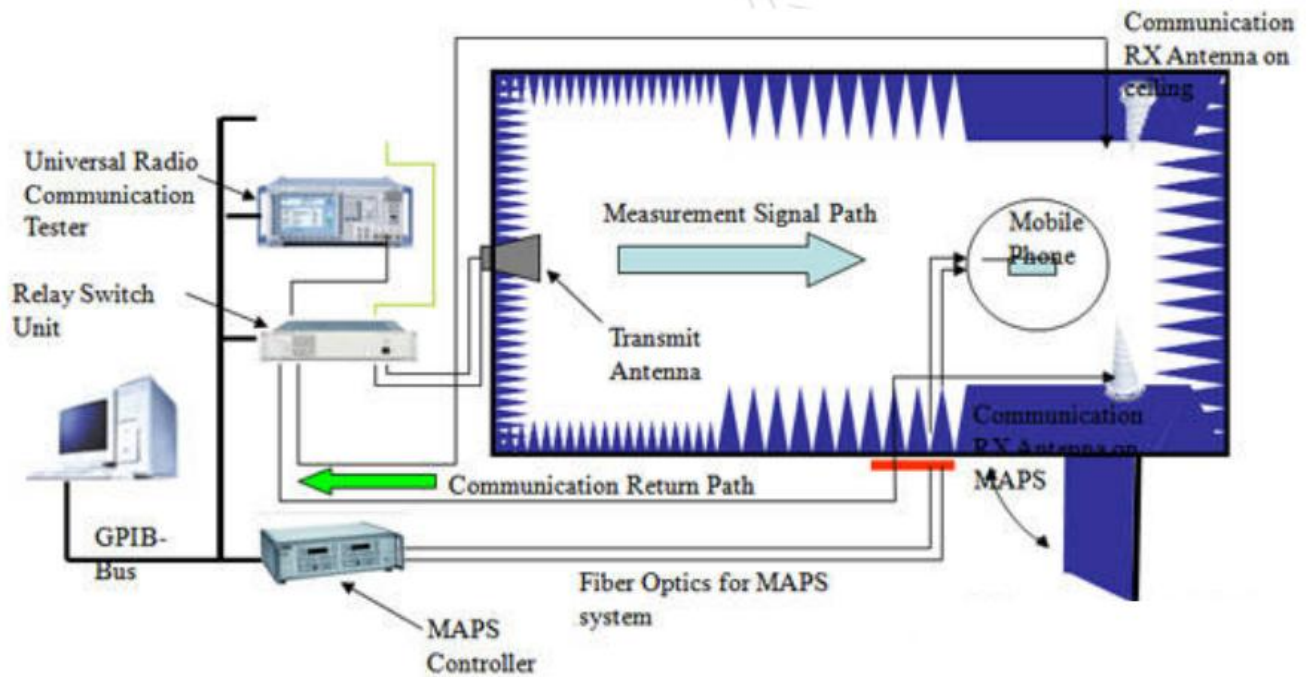 Communication
RX Antenna on
ceiling
Universal Radio
Communication
Tester
Measurement Signal Path
Mobile
Phone
Relay Switch
Unit
Transmit
Antenna
Communication
RX Antenna on
MAPS
Communication Return Path
GPIB-
Bus
Fiber Optics for MAPS
system
MAPS
Controller